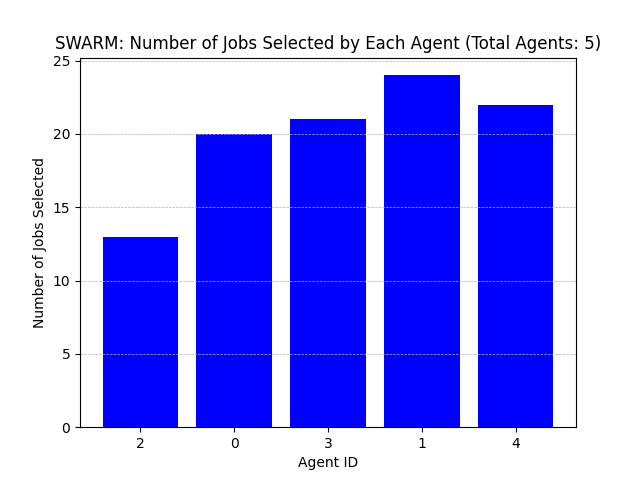 SWARM: Number of Jobs Selected by Each Agent (Total Agents: 5)
25
20
15
10
5
0
Number of Jobs Selected
2 0 3 1 4
Agent ID